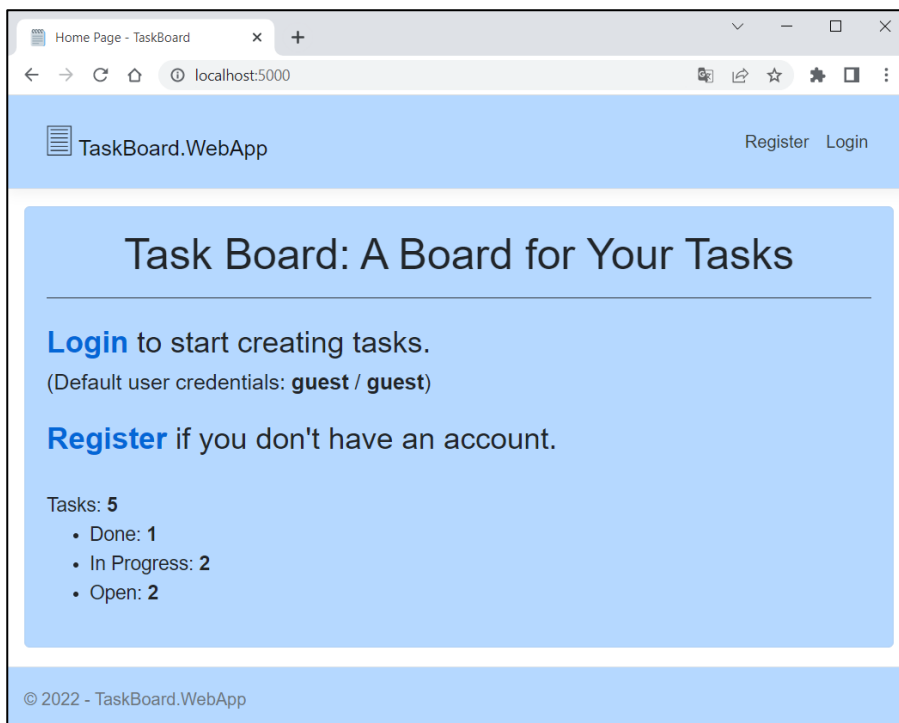 Home Page - TaskBoard
localhost:5000
TaskBoard.WebApp
Register Login
Task Board: A Board for Your Tasks
Login to start creating tasks.
(Default user credentials: guest / guest)
Register if you don't have an account.
Tasks: 5
• Done: 1
• In Progress: 2
• Open: 2
© 2022 - TaskBoard.WebApp